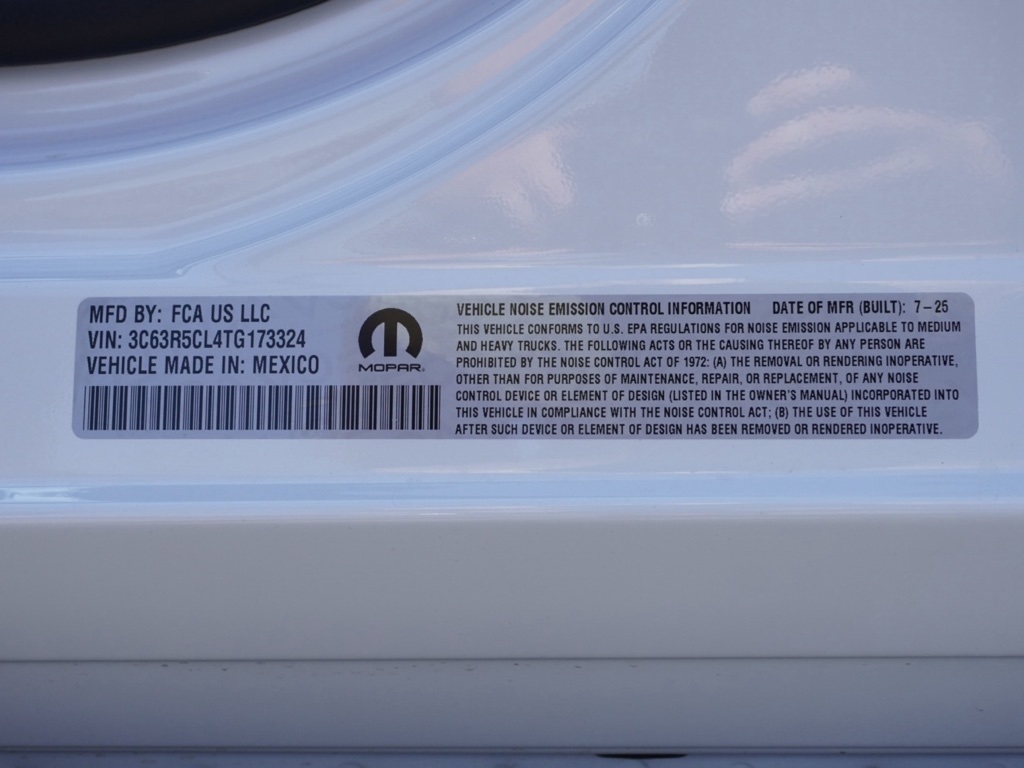 MFD BY: FCA US LLC
VIN: 3C63R5CL4TG173324
VEHICLE MADE IN: MEXICO
MOPAR®
VEHICLE NOISE EMISSION CONTROL INFORMATION DATE OF MFR (BUILT): 7–25
THIS VEHICLE CONFORMS TO U.S. EPA REGULATIONS FOR NOISE EMISSION APPLICABLE TO MEDIUM
AND HEAVY TRUCKS. THE FOLLOWING ACTS OR THE CAUSING THEREOF BY ANY PERSON ARE
PROHIBITED BY THE NOISE CONTROL ACT OF 1972: (A) THE REMOVAL OR RENDERING INOPERATIVE,
OTHER THAN FOR PURPOSES OF MAINTENANCE, REPAIR, OR REPLACEMENT, OF ANY NOISE
CONTROL DEVICE OR ELEMENT OF DESIGN (LISTED IN THE OWNER'S MANUAL) INCORPORATED INTO
THIS VEHICLE IN COMPLIANCE WITH THE NOISE CONTROL ACT; (B) THE USE OF THIS VEHICLE
AFTER SUCH DEVICE OR ELEMENT OF DESIGN HAS BEEN REMOVED OR RENDERED INOPERATIVE.